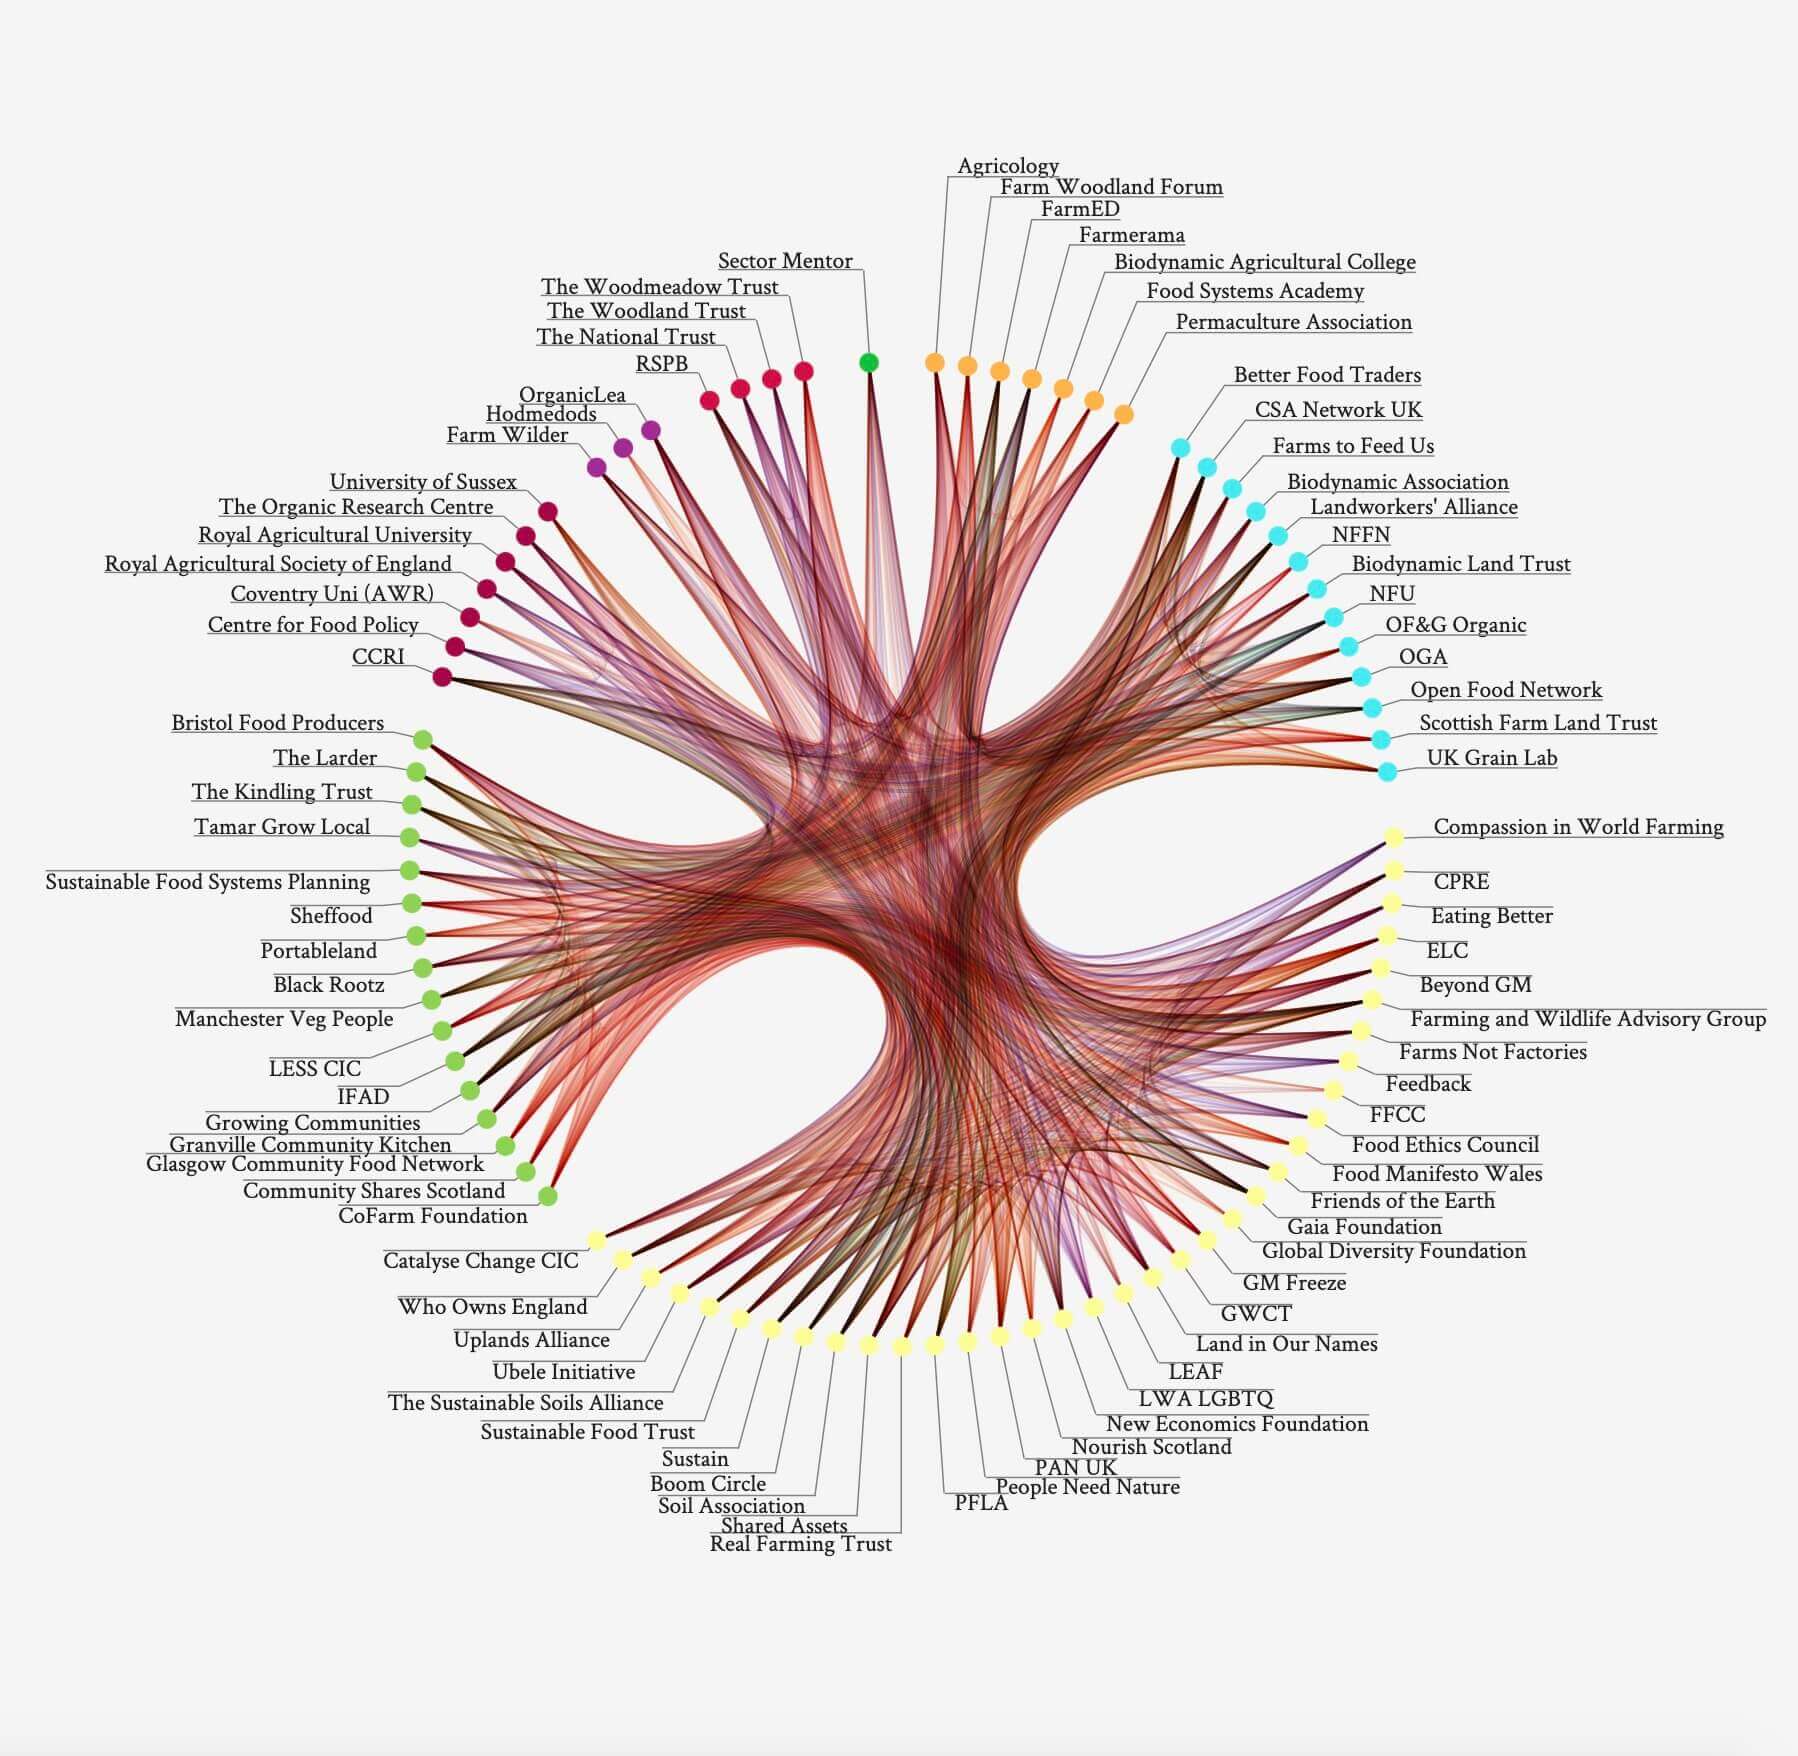 Agricology
Farm Woodland Forum
FarmED
Farmerama
Biodynamic Agricultural College
Food Systems Academy
Permaculture Association
Better Food Traders
CSA Network UK
Farms to Feed Us
Biodynamic Association
Landworkers' Alliance
NFFN
Biodynamic Land Trust
NFU
OF&G Organic
OGA
Open Food Network
Scottish Farm Land Trust
UK Grain Lab
Compassion in World Farming
CPRE
Eating Better
ELC
Beyond GM
Farming and Wildlife Advisory Group
Farms Not Factories
Feedback
FFCC
Food Ethics Council
Food Manifesto Wales
Friends of the Earth
Gaia Foundation
Global Diversity Foundation
GM Freeze
GWCT
Land in Our Names
LEAF
LWA LGBTQ
New Economics Foundation
Nourish Scotland
PAN UK
People Need Nature
PFLA
Real Farming Trust
Shared Assets
Soil Association
Boom Circle
Sustain
Sustainable Food Trust
The Sustainable Soils Alliance
Ubele Initiative
Uplands Alliance
Who Owns England
Catalyse Change CIC
CoFarm Foundation
Community Shares Scotland
Glasgow Community Food Network
Granville Community Kitchen
Growing Communities
IFAD
LESS CIC
Manchester Veg People
Black Rootz
Portableland
Sheffood
Sustainable Food Systems Planning
Tamar Grow Local
The Kindling Trust
The Larder
Bristol Food Producers
CCRI
Centre for Food Policy
Coventry Uni (AWR)
Royal Agricultural Society of England
Royal Agricultural University
The Organic Research Centre
University of Sussex
Farm Wilder
Hodmedods
OrganicLea
RSPB
The National Trust
The Woodland Trust
The Woodmeadow Trust
Sector Mentor